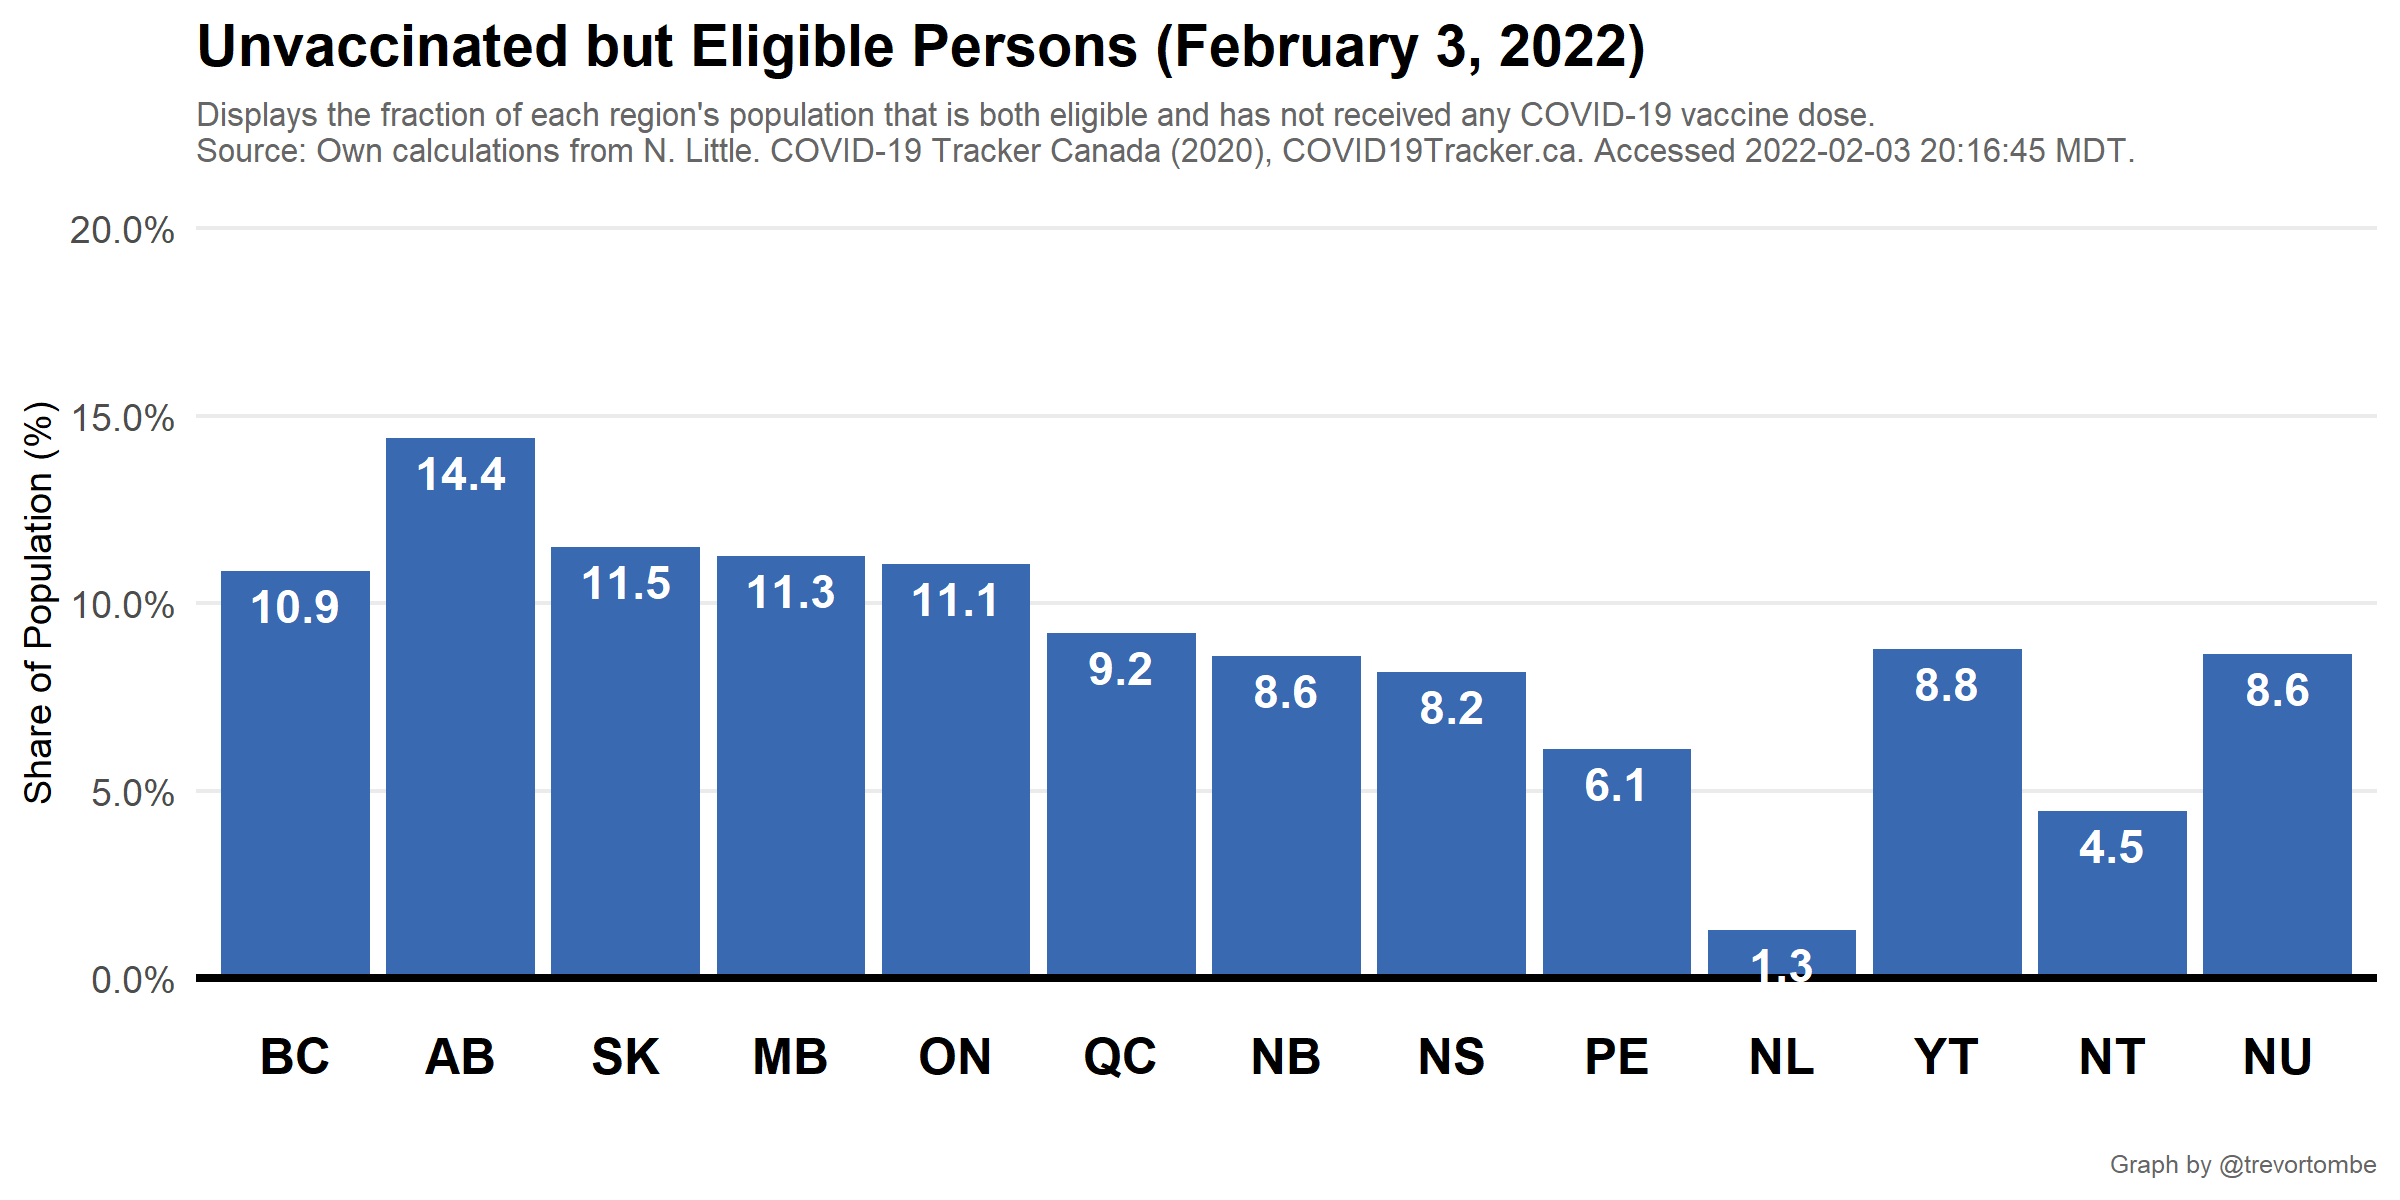 Unvaccinated but Eligible Persons (February 3, 2022)
Displays the fraction of each region's population that is both eligible and has not received any COVID-19 vaccine dose.
Source: Own calculations from N. Little. COVID-19 Tracker Canada (2020), COVID19Tracker.ca. Accessed 2022-02-03 20:16:45 MDT.
Share of Population (%)
20.0%
15.0%
10.0%
5.0%
0.0%
10.9
14.4
11.5
11.3
11.1
9.2
8.6
8.2
6.1
1.3
8.8
4.5
8.6
BC
AB
SK
MB
ON
QC
NB
NS
PE
NL
YT
NT
NU
Graph by @trevortombe